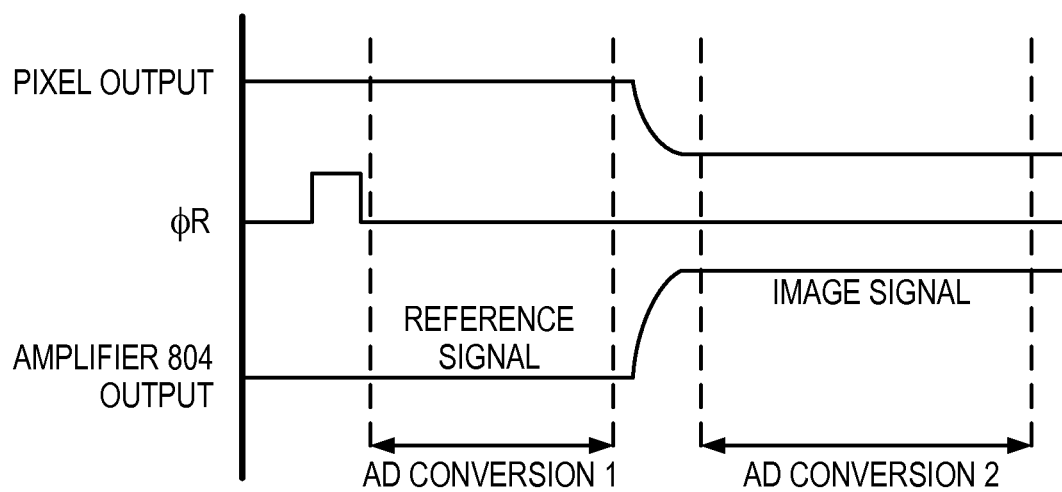 PIXEL OUTPUT
ϕR
REFERENCE
SIGNAL
IMAGE SIGNAL
AMPLIFIER 804
OUTPUT
AD CONVERSION 1
AD CONVERSION 2